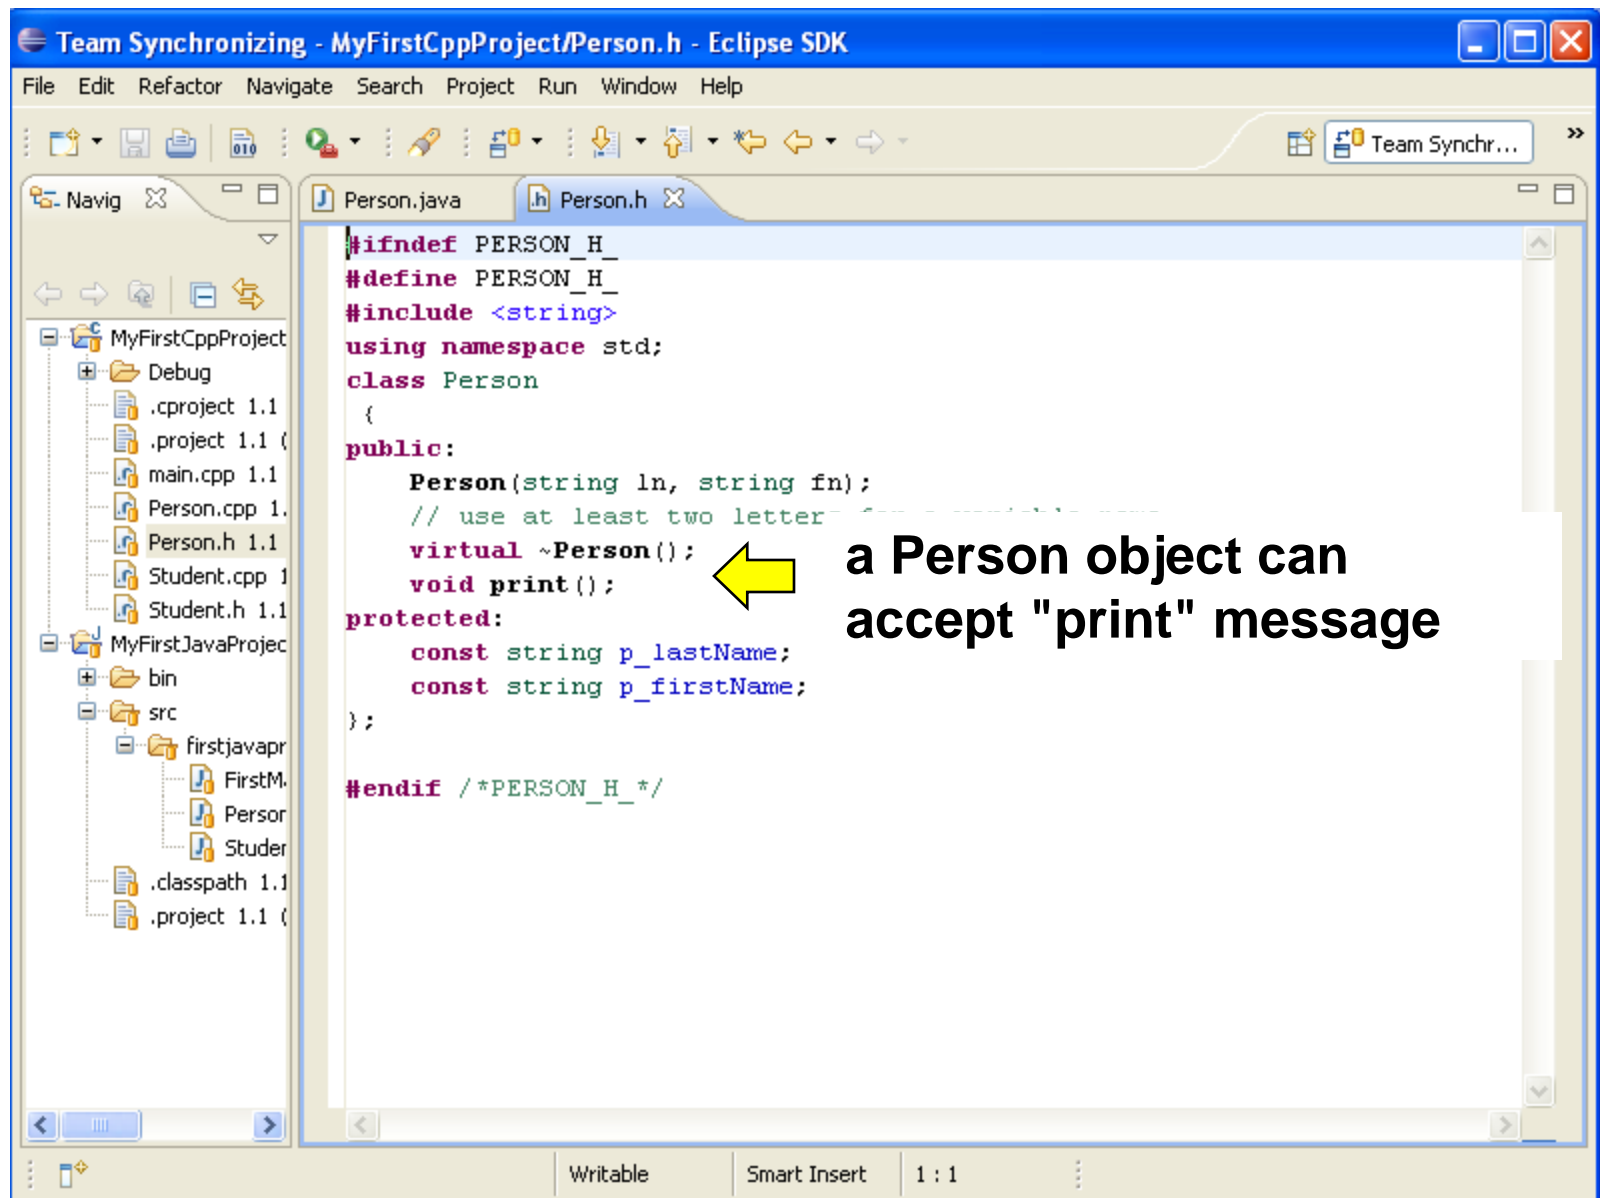 Team Synchronizing - MyFirstCppProject/Person.h - Eclipse SDK
File Edit Refactor Navigate Search Project Run Window Help
010
Team Synchr... »
Navig
Person.java
.h Person.h
MyFirstCppProject
Debug
.cproject 1.1
.project 1.1 (
main.cpp 1.1
Person.cpp 1.
Person.h 1.1
Student.cpp 1
Student.h 1.1
MyFirstJavaProjec
bin
src
firstjavapr
FirstM
Person
Studen
.classpath 1.1
.project 1.1 (
#ifndef PERSON_H_
#define PERSON_H_
#include <string>
using namespace std;
class Person
{
public:
Person(string ln, string fn);
// use at least two letter
virtual ~Person();
void print();
protected:
const string p_lastName;
const string p_firstName;
};
#endif /*PERSON_H_*/
a Person object can
accept "print" message
Writable Smart Insert 1 : 1